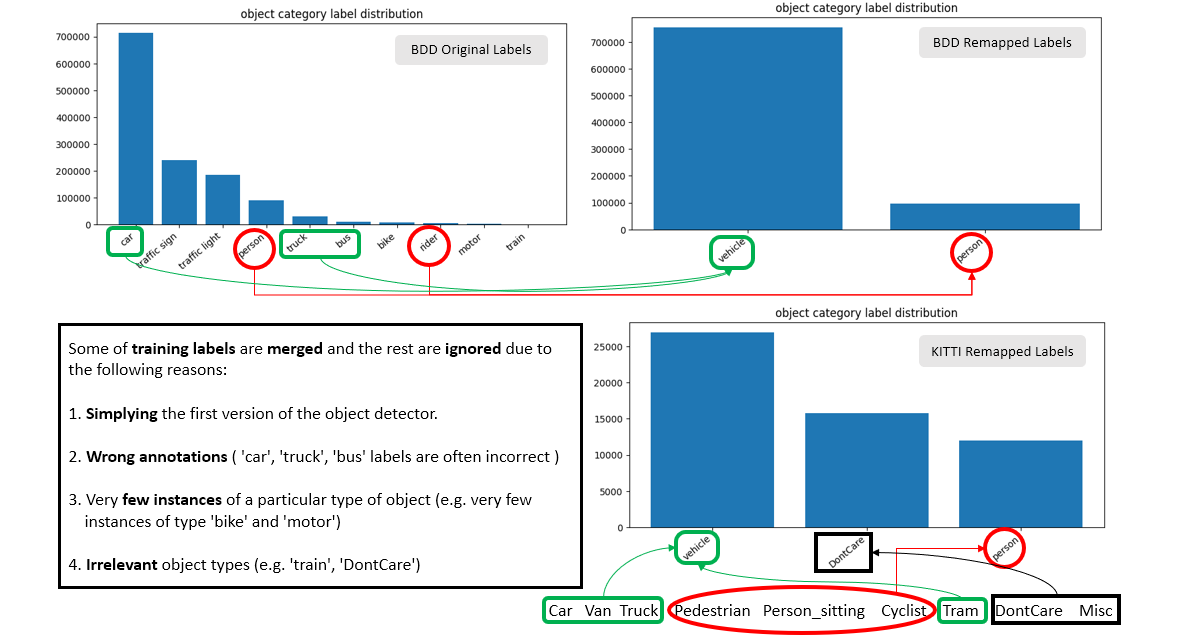 object category label distribution
BDD Original Labels
700000
600000
500000
400000
300000
200000
100000
0
car
traffic sign
traffic light
person
truck
bus
bike
rider
motor
train
object category label distribution
BDD Remapped Labels
700000
600000
500000
400000
300000
200000
100000
0
vehicle
person
Some of training labels are merged and the rest are ignored due to
the following reasons:
1. Simplying the first version of the object detector.
2. Wrong annotations ( 'car', 'truck', 'bus' labels are often incorrect )
3. Very few instances of a particular type of object (e.g. very few
instances of type 'bike' and 'motor')
4. Irrelevant object types (e.g. 'train', 'DontCare')
object category label distribution
KITTI Remapped Labels
25000
20000
15000
10000
5000
0
vehicle
DontCare
person
Car Van Truck Pedestrian Person_sitting Cyclist Tram DontCare Misc